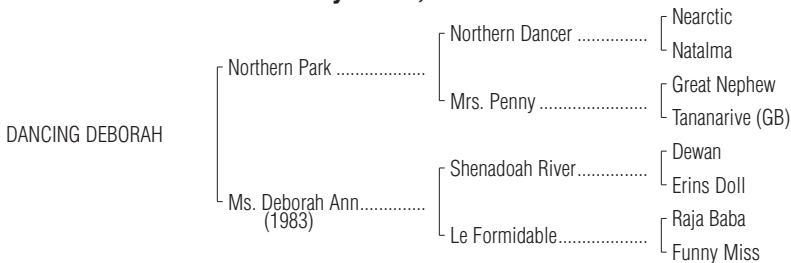 Nearctic
Northern Dancer ...............
Natalma
Northern Park ...................
Great Nephew
Mrs. Penny .......................
Tananarive (GB)
DANCING DEBORAH
Dewan
Shenadoah River...............
Erins Doll
Ms. Deborah Ann..............
(1983)
Raja Baba
Le Formidable...................
Funny Miss